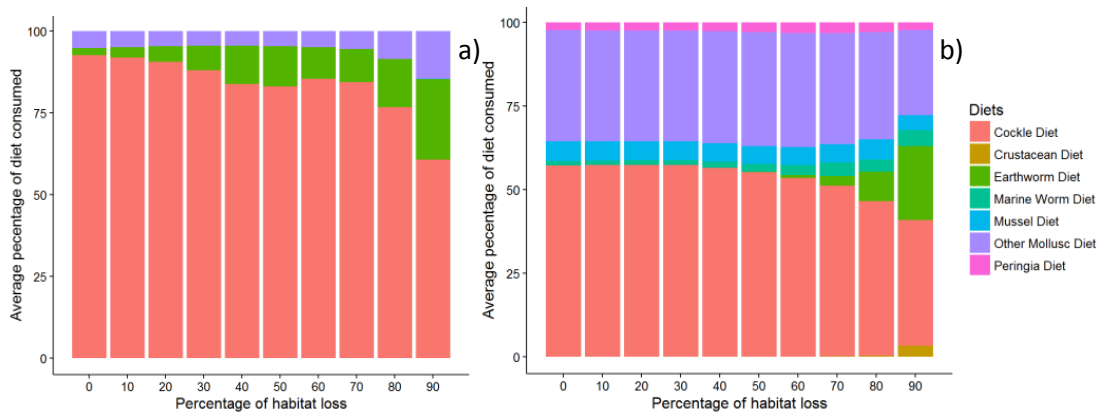 Average pecentage of diet consumed
100
75
50
25
0
0 10 20 30 40 50 60 70 80 90
Percentage of habitat loss
a)
Average pecentage of diet consumed
100
75
50
25
0
0 10 20 30 40 50 60 70 80 90
Percentage of habitat loss
b)
Diets
Cockle Diet
Crustacean Diet
Earthworm Diet
Marine Worm Diet
Mussel Diet
Other Mollusc Diet
Peringia Diet